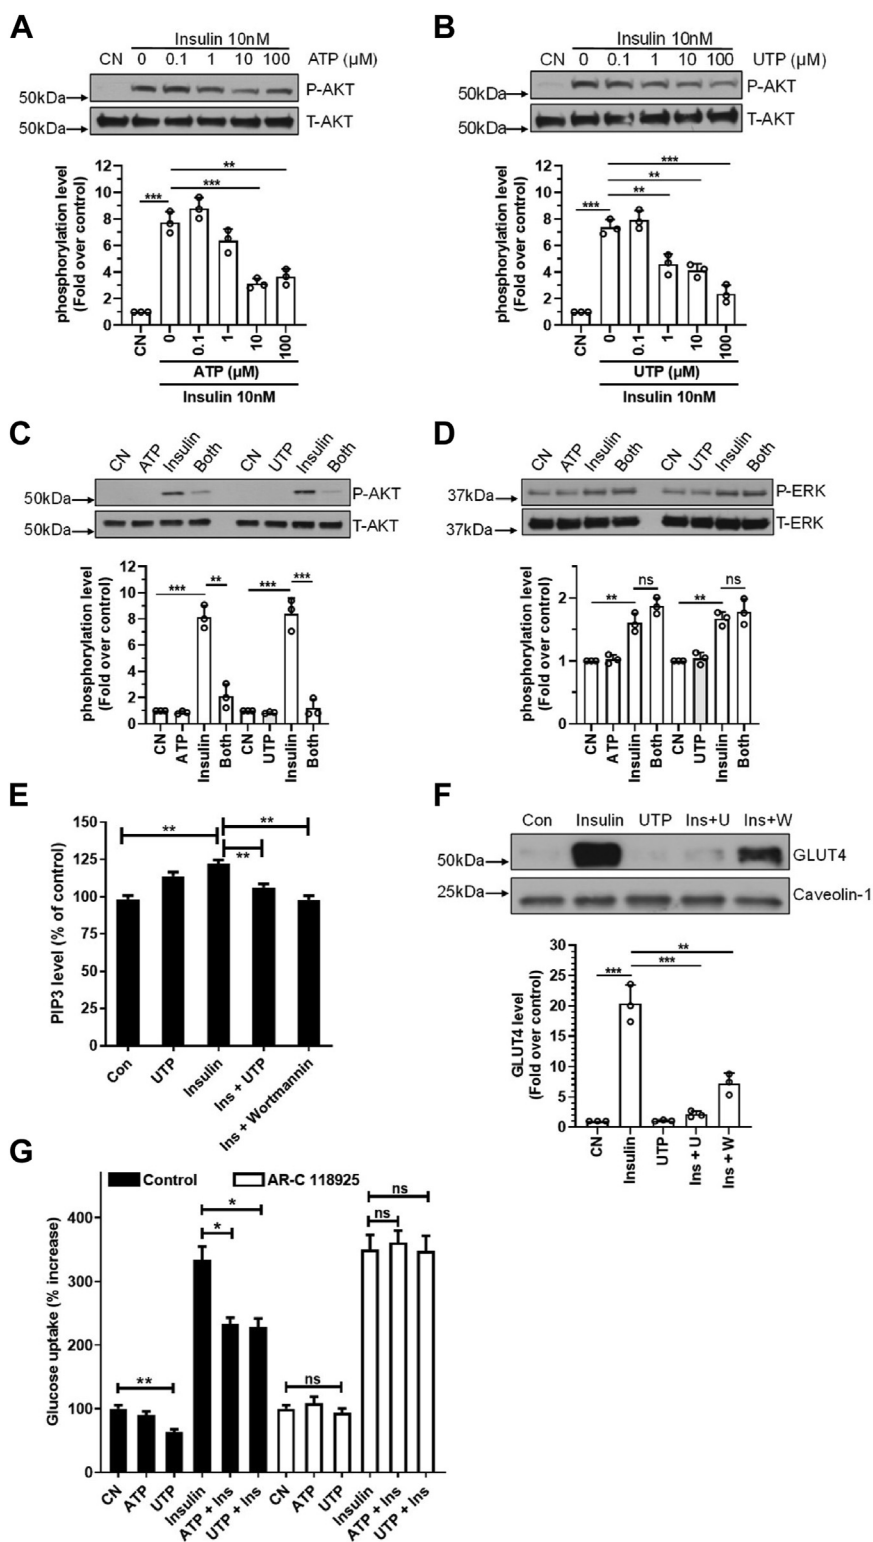 A
Insulin 10nM
CN 0 0.1 1 10 100 ATP (µM)
P-AKT
50kDa
T-AKT
50kDa
phosphorylation level
(Fold over control)
12
10
8
6
4
2
0
***
***
**
CN 0 0.1 1 10 100
ATP (µM)
Insulin 10nM
B
Insulin 10nM
CN 0 0.1 1 10 100 UTP (µM)
P-AKT
50kDa
T-AKT
50kDa
phosphorylation level
(Fold over control)
12
10
8
6
4
2
0
***
**
**
***
CN 0 0.1 1 10 100
UTP (µM)
Insulin 10nM
C
CN ATP Insulin Both CN UTP Insulin Both
50kDa P-AKT
50kDa T-AKT
phosphorylation level
(Fold over control)
12
10
8
6
4
2
0
*** ** *** ***
CN ATP Insulin Both CN UTP Insulin Both
D
CN ATP Insulin Both CN UTP Insulin Both
37kDa P-ERK
37kDa T-ERK
phosphorylation level
(Fold over control)
2
1
0
** ns ** ns
CN ATP Insulin Both CN UTP Insulin Both
E
PIP3 level (% of control)
150
125
100
75
50
25
0
** ** **
Con UTP Insulin Ins + UTP Ins + Wortmannin
F
Con Insulin UTP Ins+U Ins+W
50kDa GLUT4
25kDa Caveolin-1
GLUT4 level
(Fold over control)
30
25
20
15
10
5
0
*** *** **
CN Insulin UTP Ins + U Ins + W
G
Control AR-C 118925
Glucose uptake (% increase)
400
300
200
100
0
** * * ns ns ns
CN ATP UTP Insulin ATP + Ins UTP + Ins CN ATP UTP Insulin ATP + Ins UTP + Ins